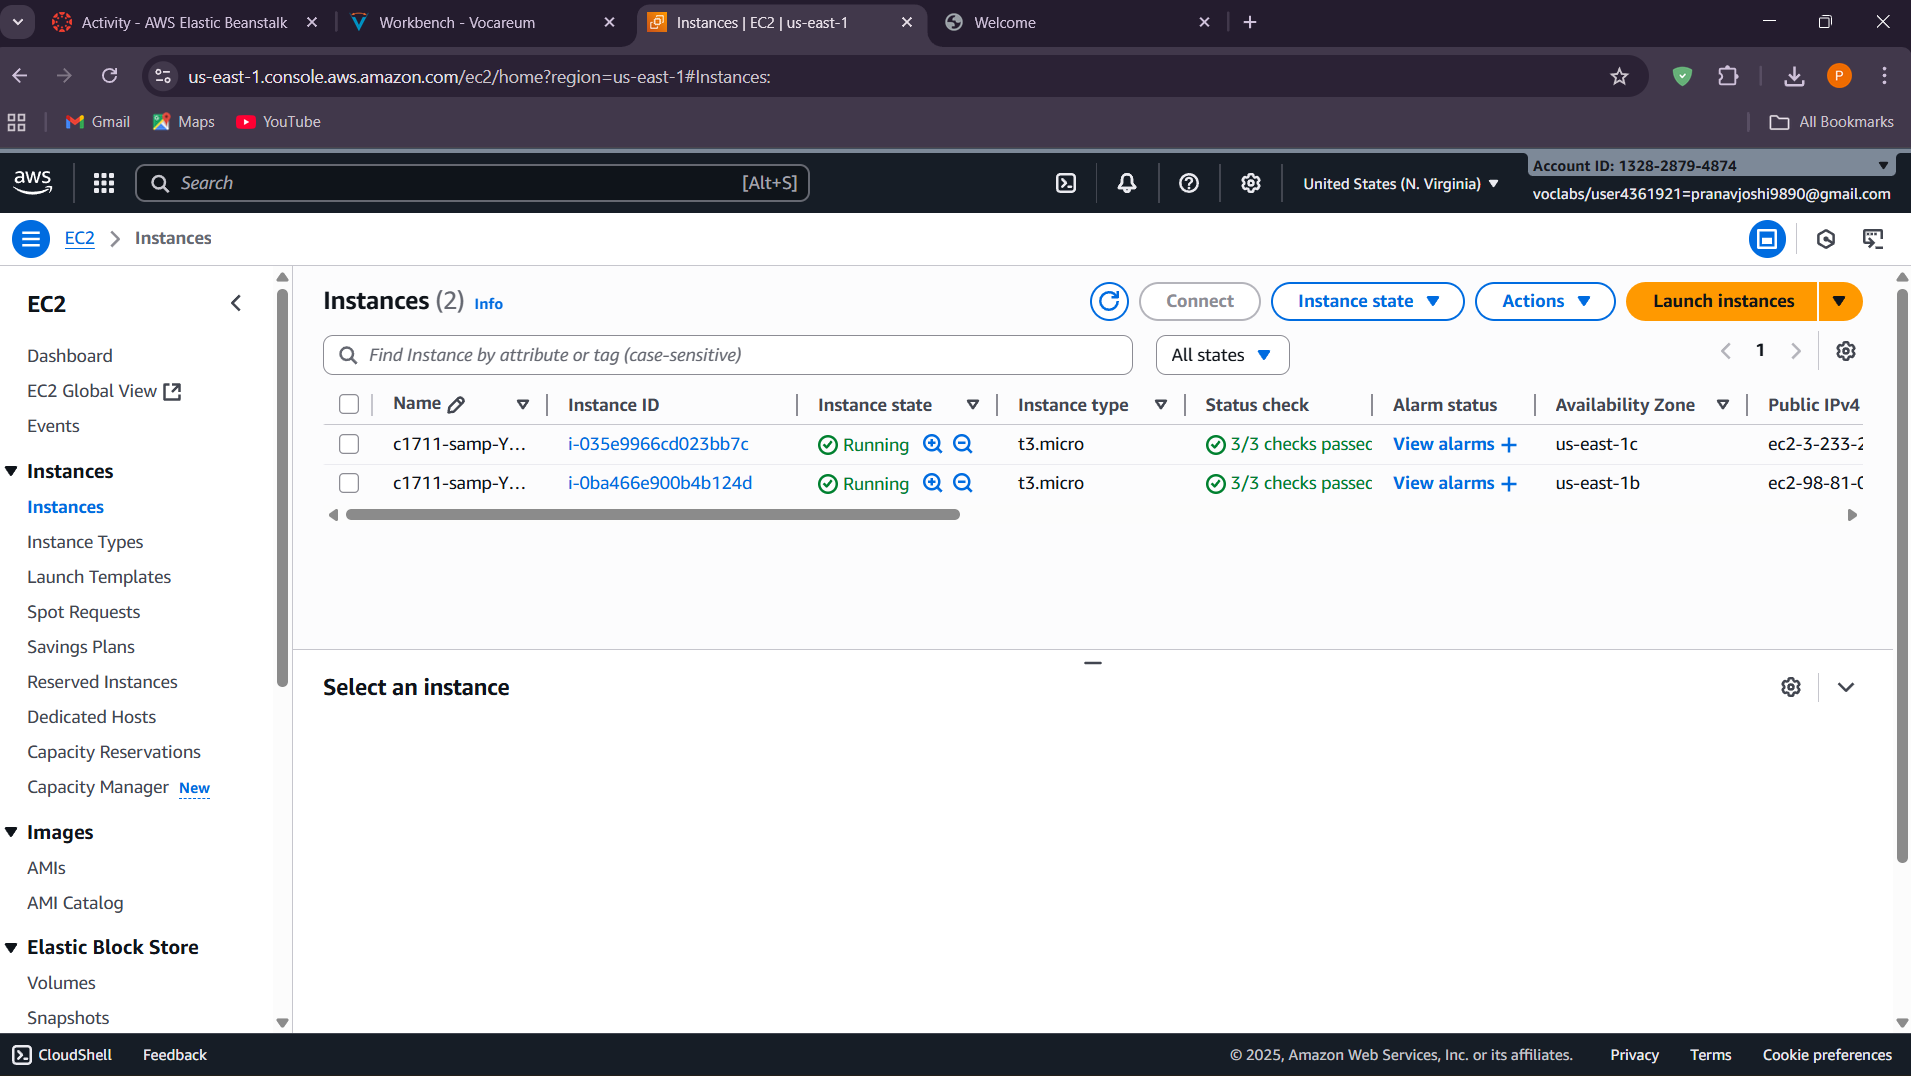 Activity - AWS Elastic Beanstalk
Workbench - Vocareum
Instances | EC2 | us-east-1
Welcome
us-east-1.console.aws.amazon.com/ec2/home?region=us-east-1#Instances:
P
Gmail
Maps
YouTube
All Bookmarks
aws
Search
[Alt+S]
United States (N. Virginia)
Account ID: 1328-2879-4874
voclabs/user4361921=pranavjoshi9890@gmail.com
EC2
Instances
EC2
Dashboard
EC2 Global View
Events
Instances
Instances
Instance Types
Launch Templates
Spot Requests
Savings Plans
Reserved Instances
Dedicated Hosts
Capacity Reservations
Capacity Manager New
Images
AMIs
AMI Catalog
Elastic Block Store
Volumes
Snapshots
Instances (2) Info
Connect
Instance state
Actions
Launch instances
Find Instance by attribute or tag (case-sensitive)
All states
1
Name Instance ID Instance state Instance type Status check Alarm status Availability Zone Public IPv4
c1711-samp-Y... i-035e9966cd023bb7c Running t3.micro 3/3 checks passed View alarms + us-east-1c ec2-3-233-2
c1711-samp-Y... i-0ba466e900b4b124d Running t3.micro 3/3 checks passed View alarms + us-east-1b ec2-98-81-0
Select an instance
CloudShell
Feedback
© 2025, Amazon Web Services, Inc. or its affiliates.
Privacy
Terms
Cookie preferences